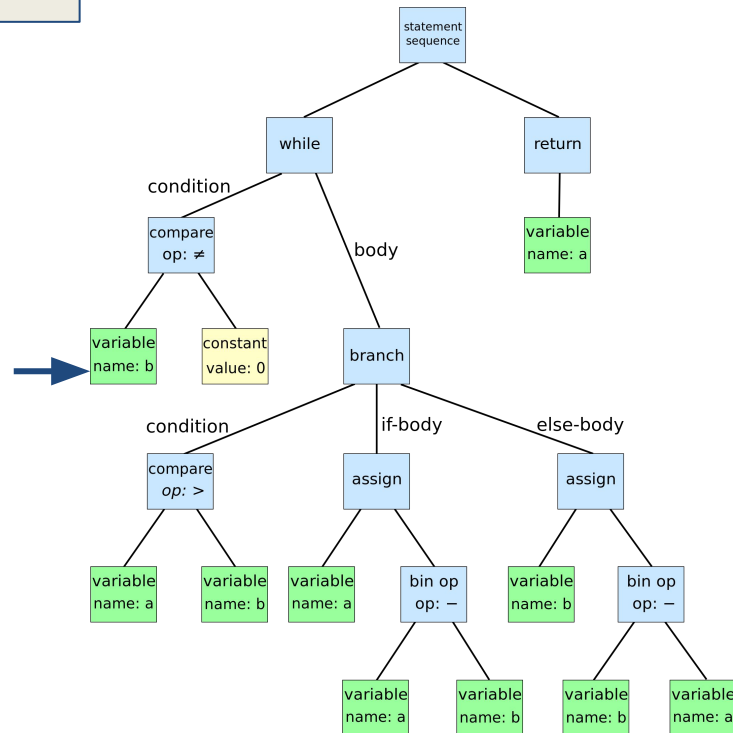 statement
sequence
while
return
condition
compare
op: ≠
body
variable
name: a
variable
name: b
constant
value: 0
branch
condition
if-body
else-body
compare
op: >
assign
assign
variable
name: a
variable
name: b
variable
name: a
bin op
op: −
variable
name: b
bin op
op: −
variable
name: a
variable
name: b
variable
name: b
variable
name: a